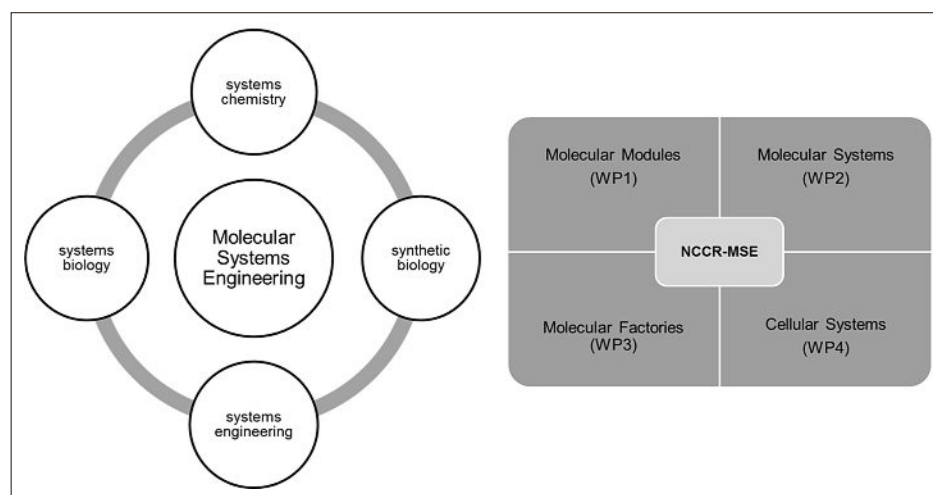 systems
chemistry
systems
biology
Molecular
Systems
Engineering
synthetic
biology
systems
engineering
Molecular Modules
(WP1)
Molecular Systems
(WP2)
NCCR-MSE
Molecular Factories
(WP3)
Cellular Systems
(WP4)